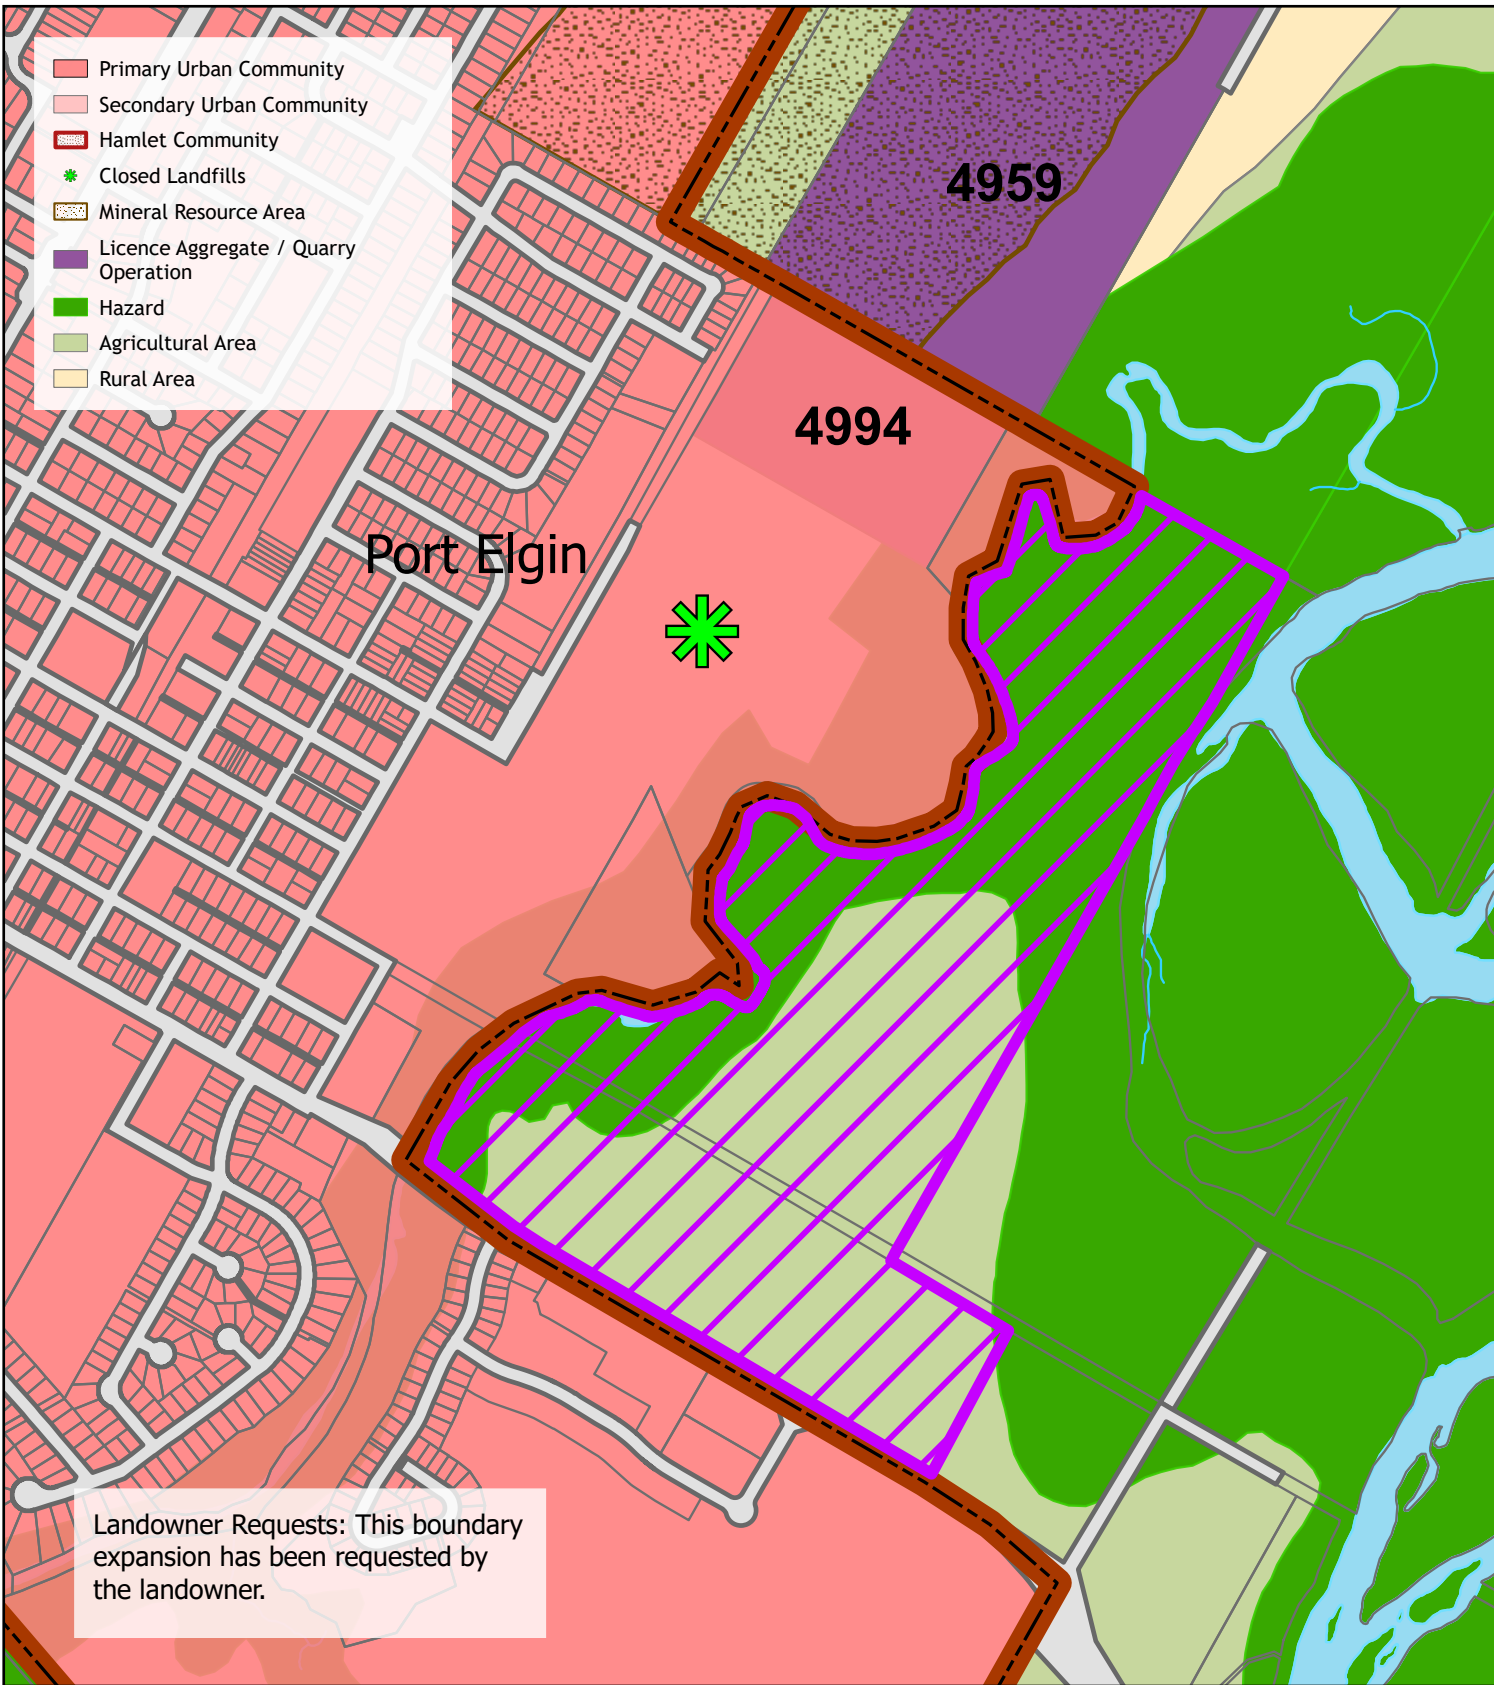 Primary Urban Community
Secondary Urban Community
Hamlet Community
Closed Landfills
Mineral Resource Area
Licence Aggregate / Quarry
Operation
Hazard
Agricultural Area
Rural Area
4959
4994
Port Elgin
Landowner Requests: This boundary
expansion has been requested by
the landowner.